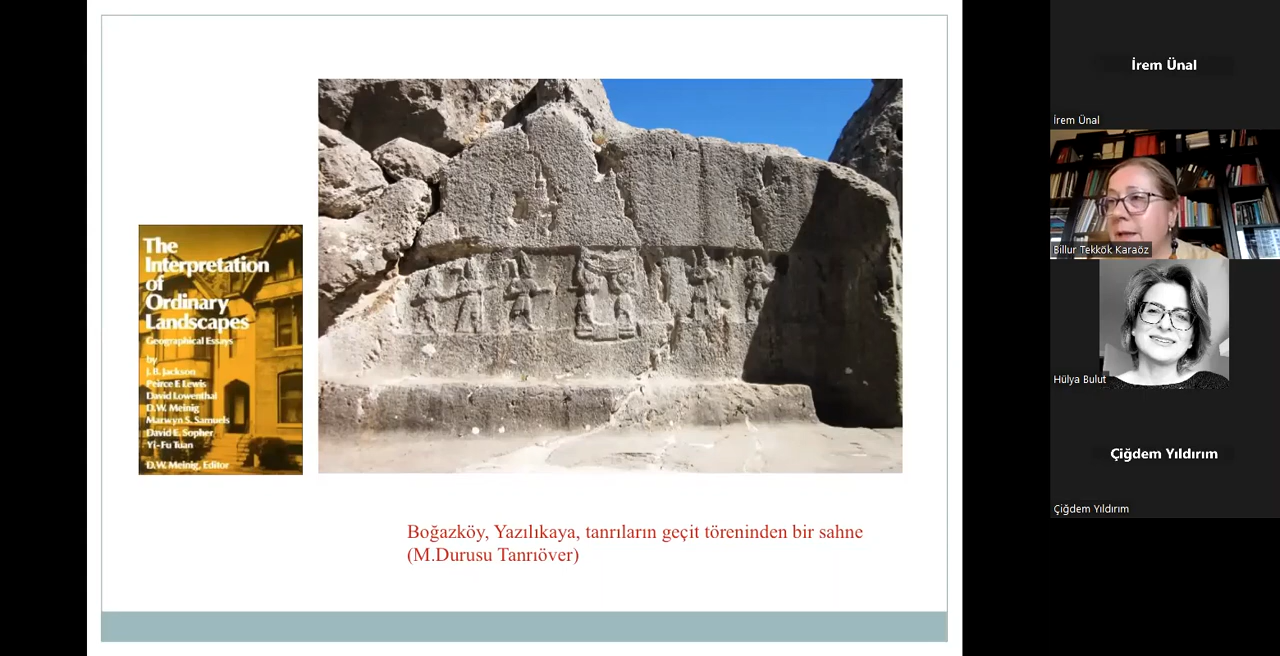 The
Interpretation
of
Ordinary
Landscapes
Geographical Essays
by
J.B. Jackson
Peirce F. Lewis
David Lowenthal
D.W. Meinig
Marwyn S. Samuels
David E. Sopher
Yi-Fu Tuan
D.W. Meinig, Editor
Boğazköy, Yazılıkaya, tanrıların geçit töreninden bir sahne
(M.Durusu Tanrıöver)
İrem Ünal
İrem Ünal
Billur Tekkök Karaöz
Hülya Bulut
Çiğdem Yıldırım
Çiğdem Yıldırım